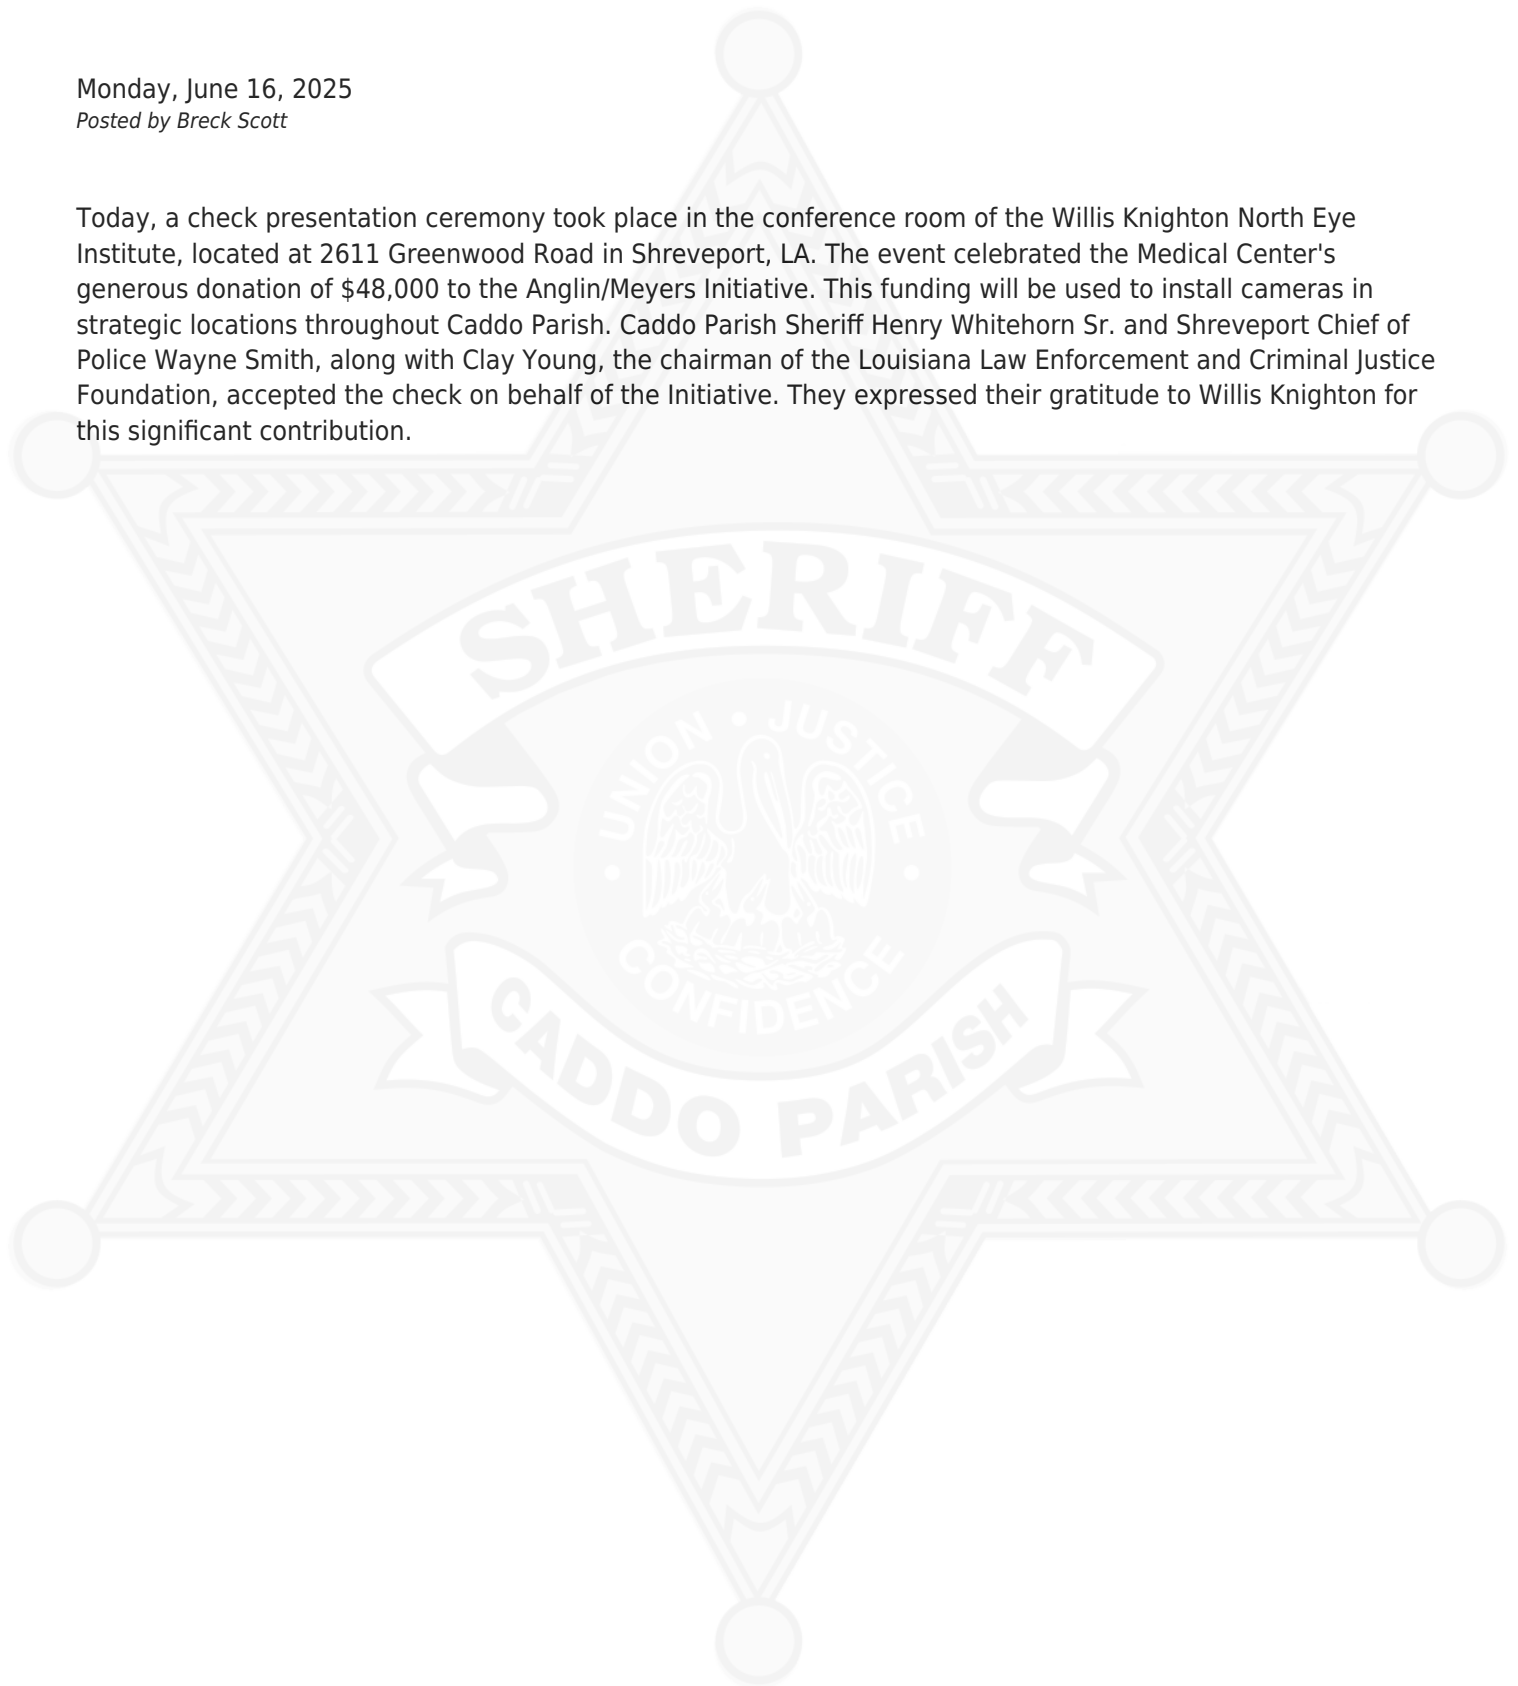 Monday, June 16, 2025
Posted by Breck Scott
Today, a check presentation ceremony took place in the conference room of the Willis Knighton North Eye
Institute, located at 2611 Greenwood Road in Shreveport, LA. The event celebrated the Medical Center's
generous donation of $48,000 to the Anglin/Meyers Initiative. This funding will be used to install cameras in
strategic locations throughout Caddo Parish. Caddo Parish Sheriff Henry Whitehorn Sr. and Shreveport Chief of
Police Wayne Smith, along with Clay Young, the chairman of the Louisiana Law Enforcement and Criminal Justice
Foundation, accepted the check on behalf of the Initiative. They expressed their gratitude to Willis Knighton for
this significant contribution.
SHERIFF
UNION • JUSTICE
• CONFIDENCE •
CADDO PARISH